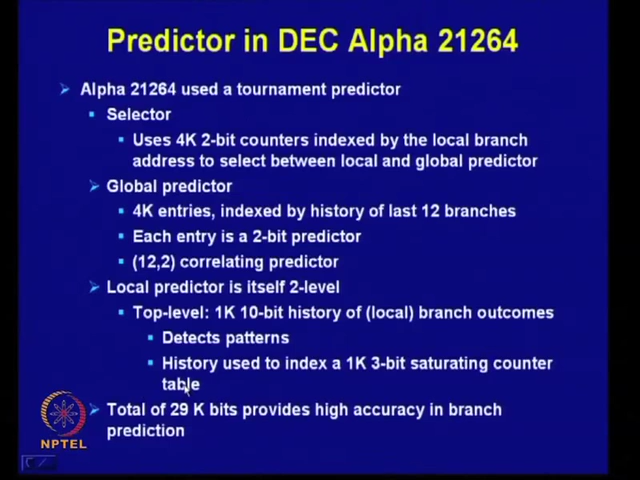 Predictor in DEC Alpha 21264
Alpha 21264 used a tournament predictor
Selector
Uses 4K 2-bit counters indexed by the local branch
address to select between local and global predictor
Global predictor
4K entries, indexed by history of last 12 branches
Each entry is a 2-bit predictor
(12,2) correlating predictor
Local predictor is itself 2-level
Top-level: 1K 10-bit history of (local) branch outcomes
Detects patterns
History used to index a 1K 3-bit saturating counter
table
Total of 29 K bits provides high accuracy in branch
prediction
NPTEL